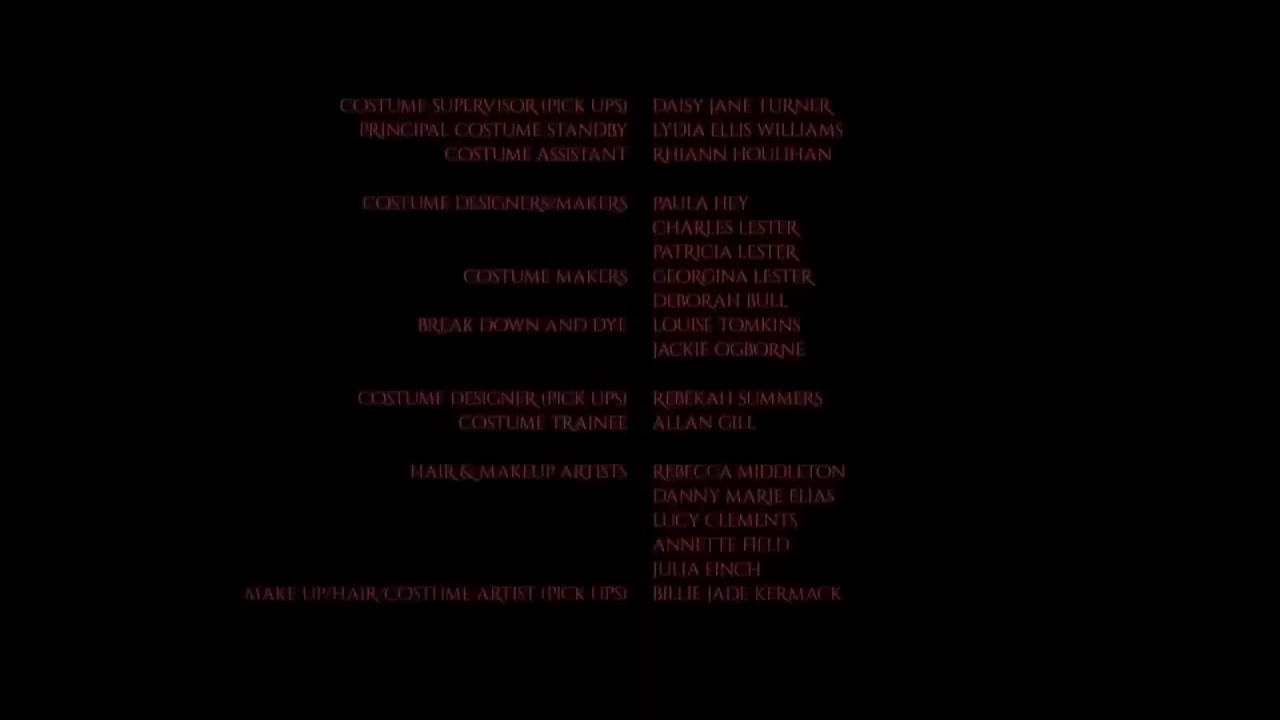 COSTUME SUPERVISOR (PICK UPS) DAISY JANE TURNER
PRINCIPAL COSTUME STANDBY LYDIA ELLIS WILLIAMS
COSTUME ASSISTANT RHIANN HOULIHAN
COSTUME DESIGNERS/MAKERS PAULA HEY
CHARLES LESTER
PATRICIA LESTER
COSTUME MAKERS GEORGINA LESTER
DEBORAH BULL
BREAK DOWN AND DYE LOUISE TOMKINS
JACKIE OGBORNE
COSTUME DESIGNER (PICK UPS) REBEKAH SUMMERS
COSTUME TRAINEE ALLAN GILL
HAIR & MAKEUP ARTISTS REBECCA MIDDLETON
DANNY MARIE ELIAS
LUCY CLEMENTS
ANNETTE FIELD
JULIA FINCH
MAKE UP/HAIR/COSTUME ARTIST (PICK UPS) BILLIE JADE KERMACK